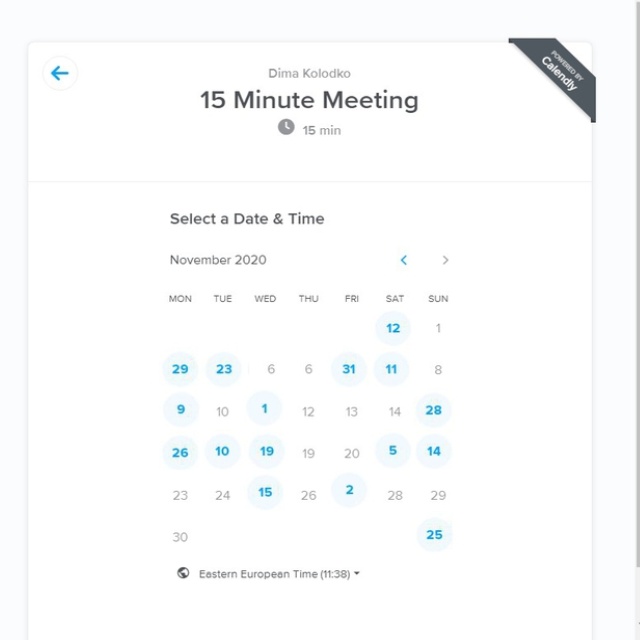 Dima Kolodko
15 Minute Meeting
15 min
POWERED BY
Calendly
Select a Date & Time
November 2020
MON TUE WED THU FRI SAT SUN
12 1
29 23 6 6 31 11 8
9 10 1 12 13 14 28
26 10 19 19 20 5 14
23 24 15 26 2 28 29
30 25
Eastern European Time (11:38)